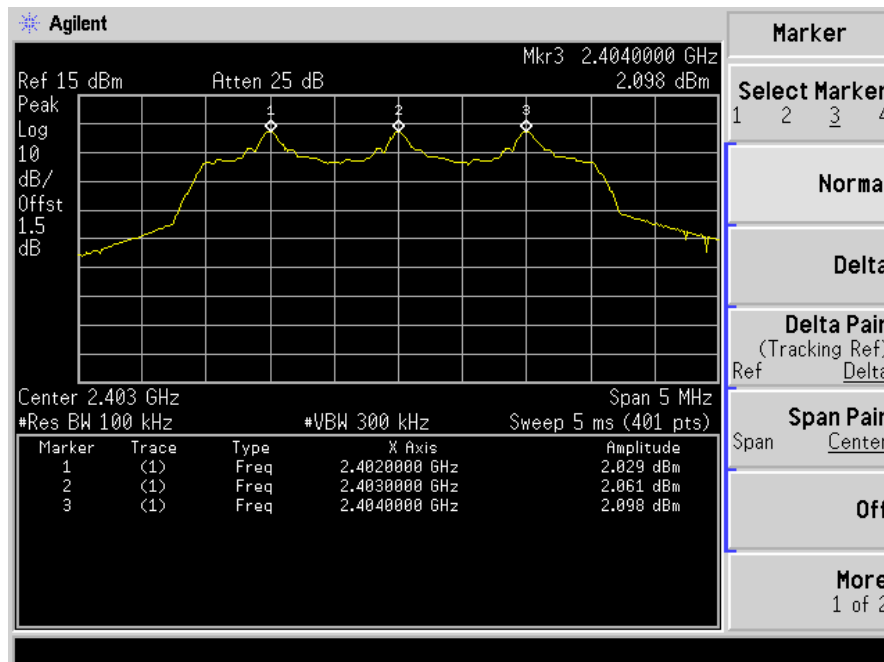 Agilent
Mkr3 2.4040000 GHz
Ref 15 dBm Atten 25 dB 2.098 dBm
Peak
Log
10
dB/
Offst
1.5
dB
1 2 3
Center 2.403 GHz Span 5 MHz
#Res BW 100 kHz #VBW 300 kHz Sweep 5 ms (401 pts)
Marker Trace Type X Axis Amplitude
1 (1) Freq 2.4020000 GHz 2.029 dBm
2 (1) Freq 2.4030000 GHz 2.061 dBm
3 (1) Freq 2.4040000 GHz 2.098 dBm
Marker
Select Marker
1 2 3 4
Norma
Delta
Delta Pair
(Tracking Ref)
Ref Delta
Span Pair
Span Center
Off
More
1 of 2